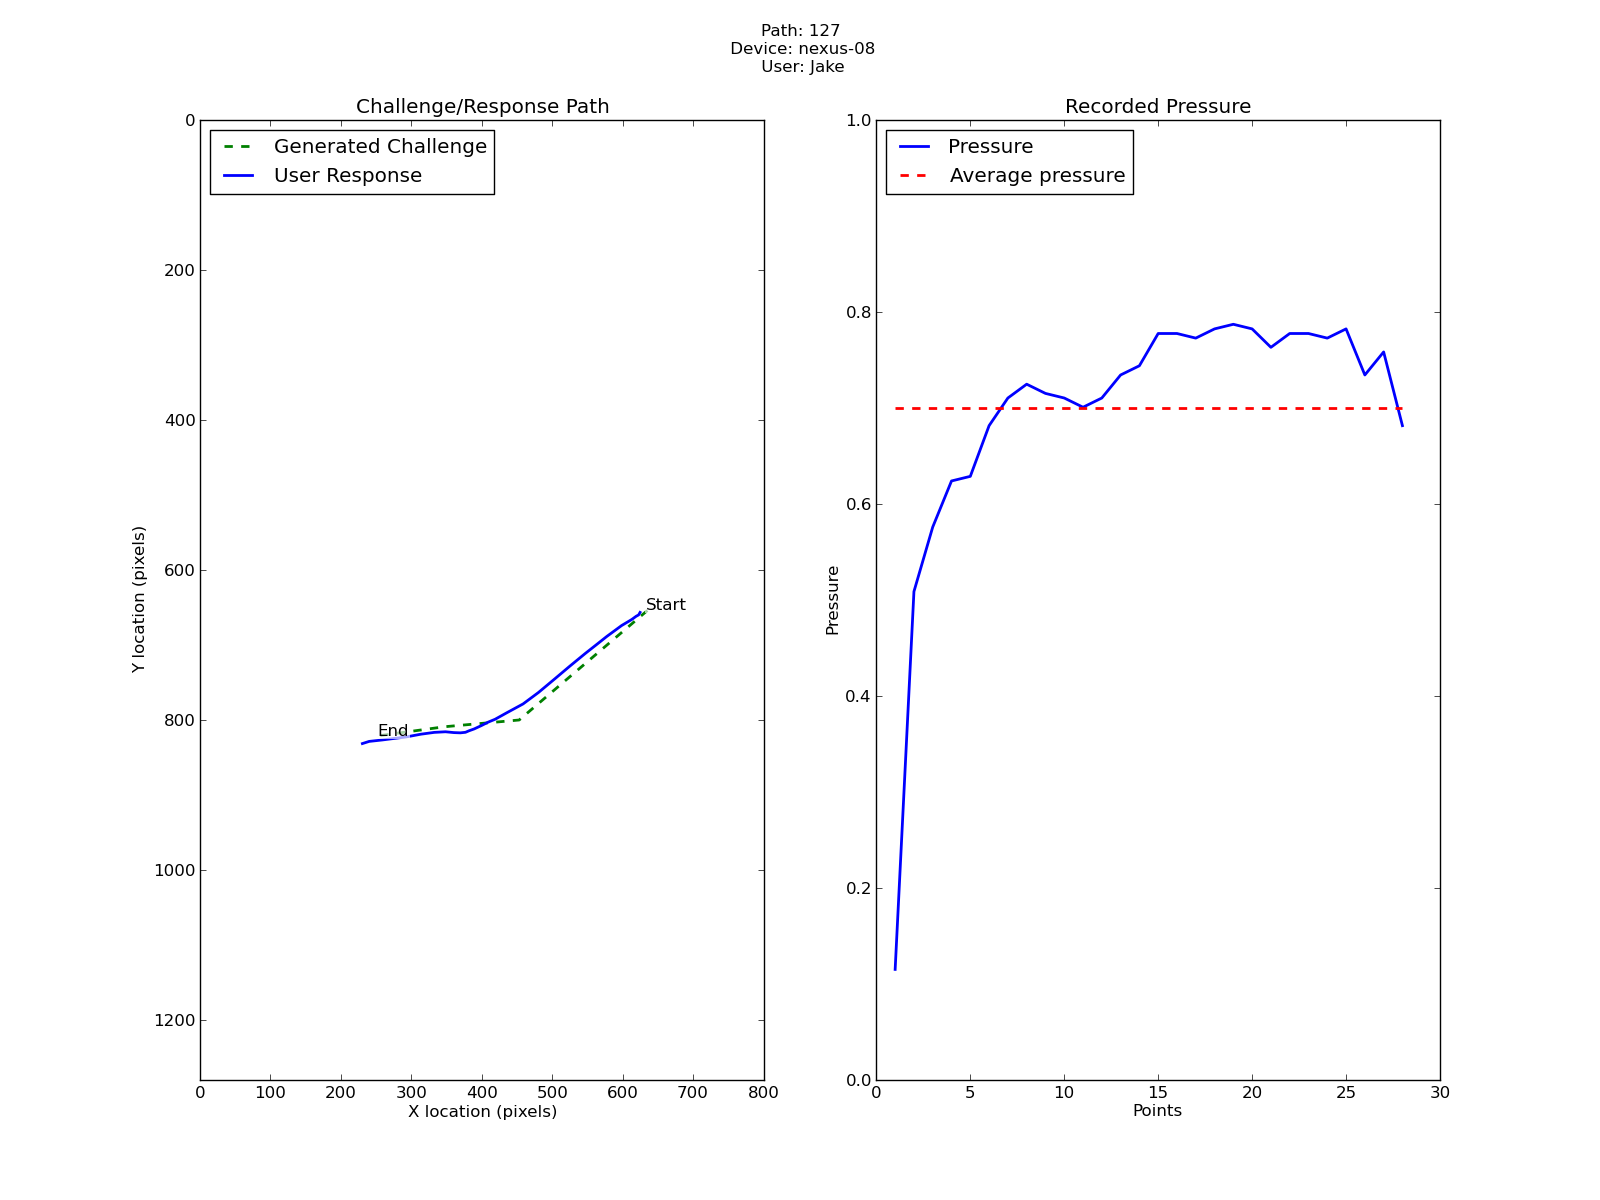 Path: 127
Device: nexus-08
User: Jake
Challenge/Response Path
Generated Challenge
User Response
0
200
400
600
800
1000
1200
Y location (pixels)
Start
End
0 100 200 300 400 500 600 700 800
X location (pixels)
Recorded Pressure
Pressure
Average pressure
1.0
0.8
0.6
0.4
0.2
0.0
Pressure
0 5 10 15 20 25 30
Points